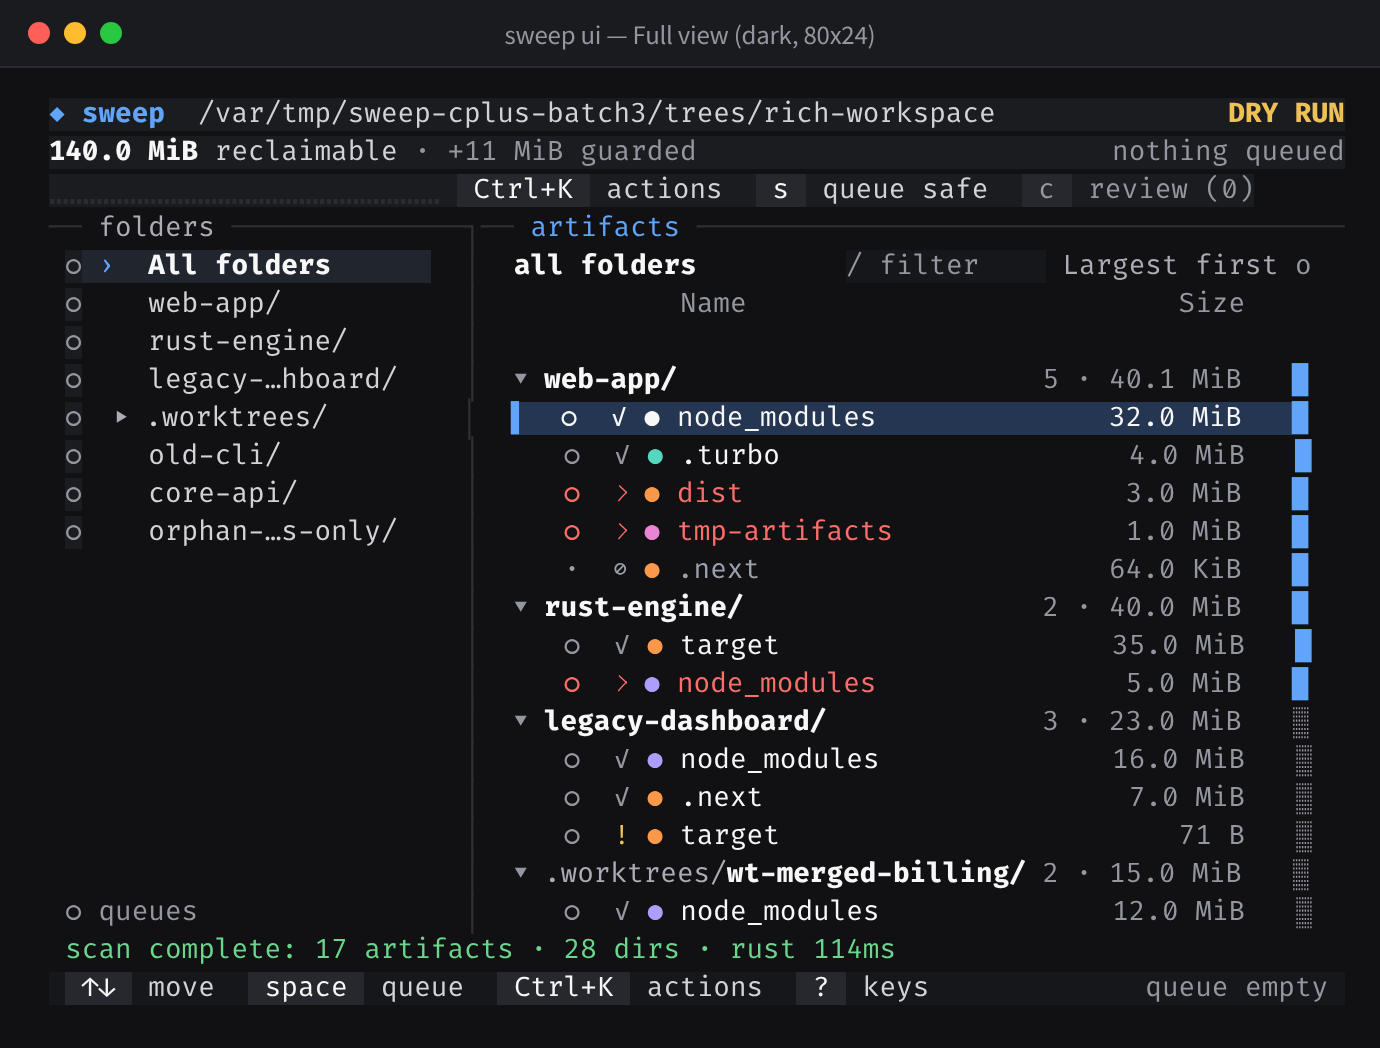 sweep ui — Full view (dark, 80x24)
◆ sweep /var/tmp/sweep-cplus-batch3/trees/rich-workspace DRY RUN
140.0 MiB reclaimable · +11 MiB guarded nothing queued
Ctrl+K actions s queue safe c review (0)
folders
○ › All folders
○ web-app/
○ rust-engine/
○ legacy-…hboard/
○ ▶ .worktrees/
○ old-cli/
○ core-api/
○ orphan-…s-only/
○ queues
artifacts
all folders / filter Largest first o
Name Size
▼ web-app/ 5 · 40.1 MiB
○ √ ● node_modules 32.0 MiB
○ √ ● .turbo 4.0 MiB
○ > ● dist 3.0 MiB
○ > ● tmp-artifacts 1.0 MiB
· ⊘ ● .next 64.0 KiB
▼ rust-engine/ 2 · 40.0 MiB
○ √ ● target 35.0 MiB
○ > ● node_modules 5.0 MiB
▼ legacy-dashboard/ 3 · 23.0 MiB
○ √ ● node_modules 16.0 MiB
○ √ ● .next 7.0 MiB
○ ! ● target 71 B
▼ .worktrees/wt-merged-billing/ 2 · 15.0 MiB
○ √ ● node_modules 12.0 MiB
scan complete: 17 artifacts · 28 dirs · rust 114ms
↑↓ move space queue Ctrl+K actions ? keys queue empty